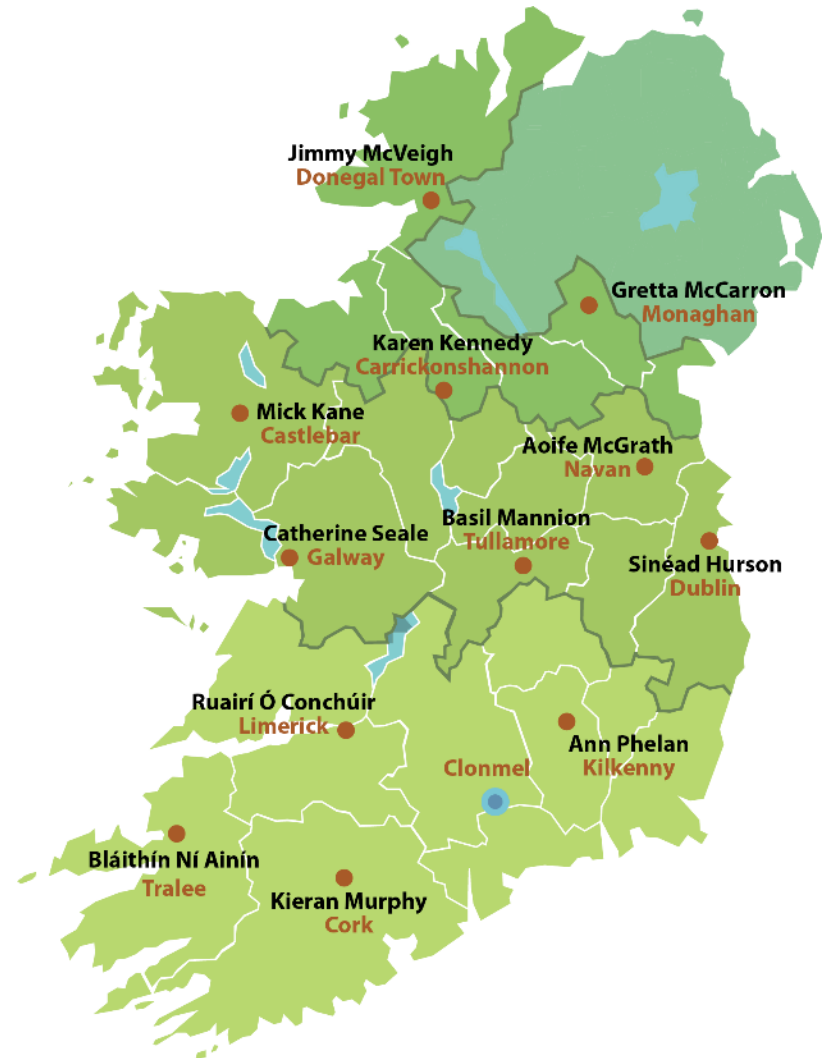 Jimmy McVeigh
Donegal Town
Gretta McCarron
Monaghan
Karen Kennedy
Carrickonshannon
Mick Kane
Castlebar
Aoife McGrath
Navan
Basil Mannion
Tullamore
Catherine Seale
Galway
Sinéad Hurson
Dublin
Ruairí Ó Conchúir
Limerick
Ann Phelan
Kilkenny
Clonmel
Bláithín Ní Ainín
Tralee
Kieran Murphy
Cork